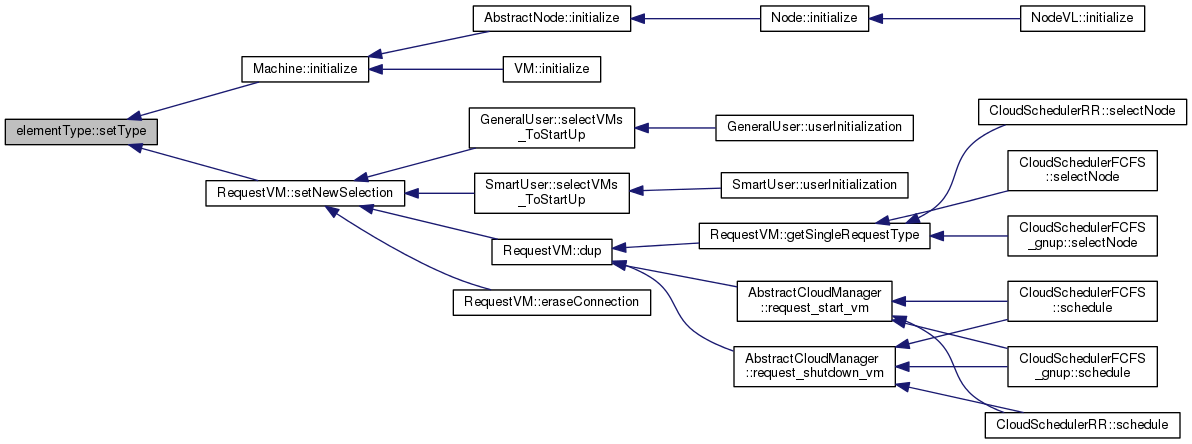 AbstractNode::initialize
Node::initialize
NodeVL::initialize
Machine::initialize
VM::initialize
elementType::setType
GeneralUser::selectVMs
_ToStartUp
GeneralUser::userInitialization
CloudSchedulerRR::selectNode
CloudSchedulerFCFS
::selectNode
RequestVM::setNewSelection
SmartUser::selectVMs
_ToStartUp
SmartUser::userInitialization
RequestVM::getSingleRequestType
CloudSchedulerFCFS
_gnup::selectNode
RequestVM::dup
RequestVM::eraseConnection
AbstractCloudManager
::request_start_vm
CloudSchedulerFCFS
::schedule
AbstractCloudManager
::request_shutdown_vm
CloudSchedulerFCFS
_gnup::schedule
CloudSchedulerRR::schedule